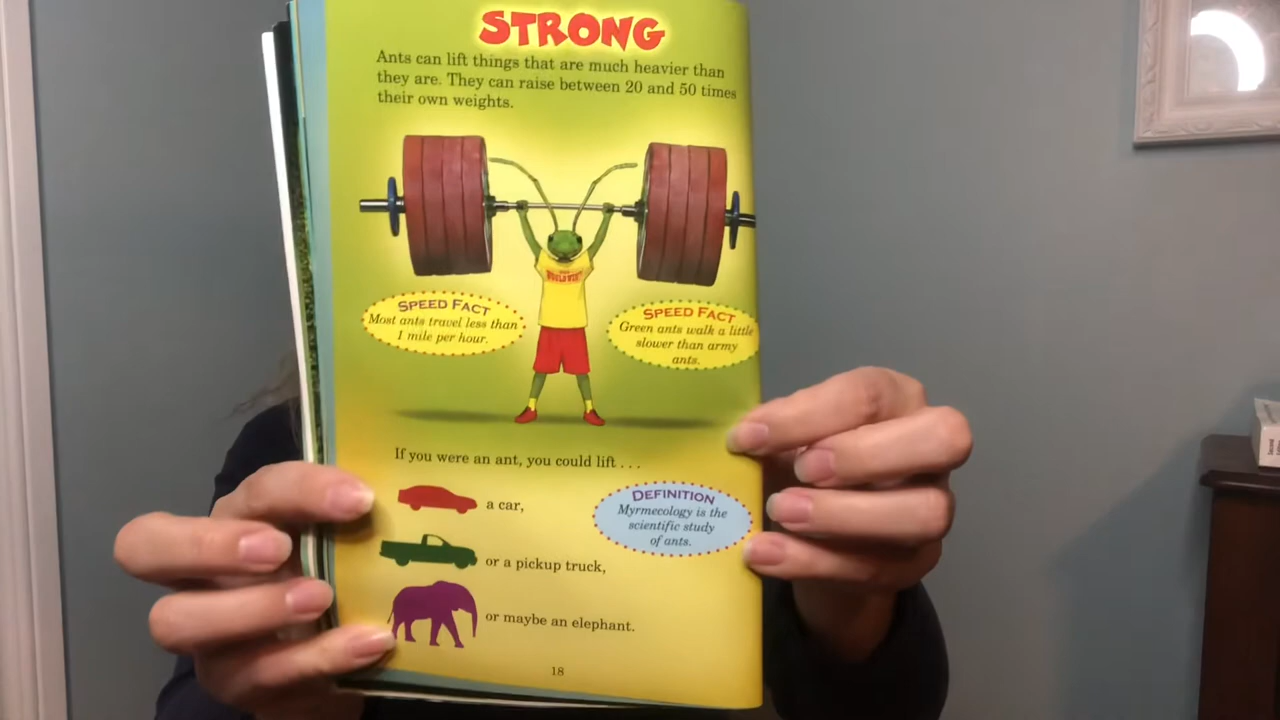 STRONG
Ants can lift things that are much heavier than
they are. They can raise between 20 and 50 times
their own weights.
SPEED FACT
Most ants travel less than
1 mile per hour.
SPEED FACT
Green ants walk a little
slower than army
ants.
If you were an ant, you could lift . . .
a car,
DEFINITION
Myrmecology is the
scientific study
of ants.
or a pickup truck,
or maybe an elephant.
18